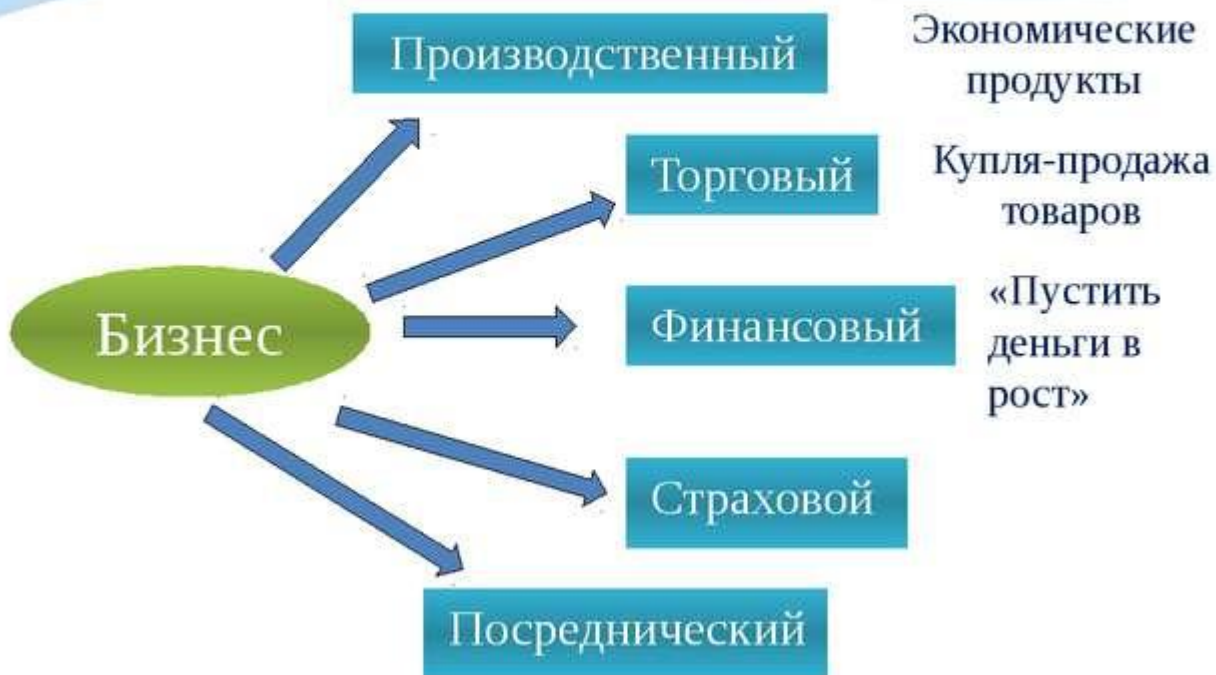 Производственный
Экономические
продукты
Торговый
Купля-продажа
товаров
Бизнес
Финансовый
«Пустить
деньги в
рост»
Страховой
Посреднический